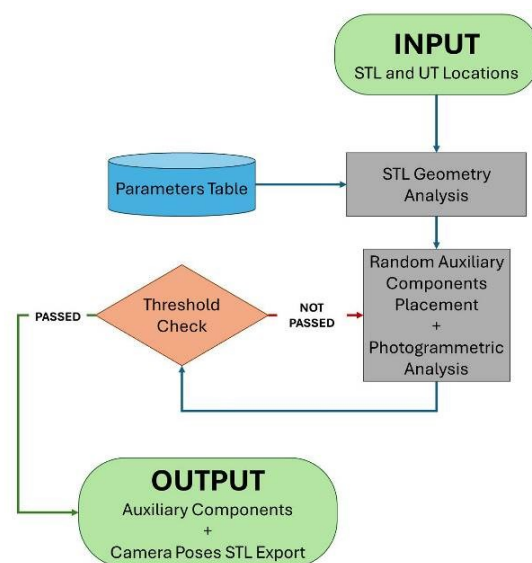 INPUT
STL and UT Locations
Parameters Table
STL Geometry
Analysis
Random Auxiliary
Components
Placement
+
Photogrammetric
Analysis
Threshold
Check
PASSED
NOT
PASSED
OUTPUT
Auxiliary Components
+
Camera Poses STL Export